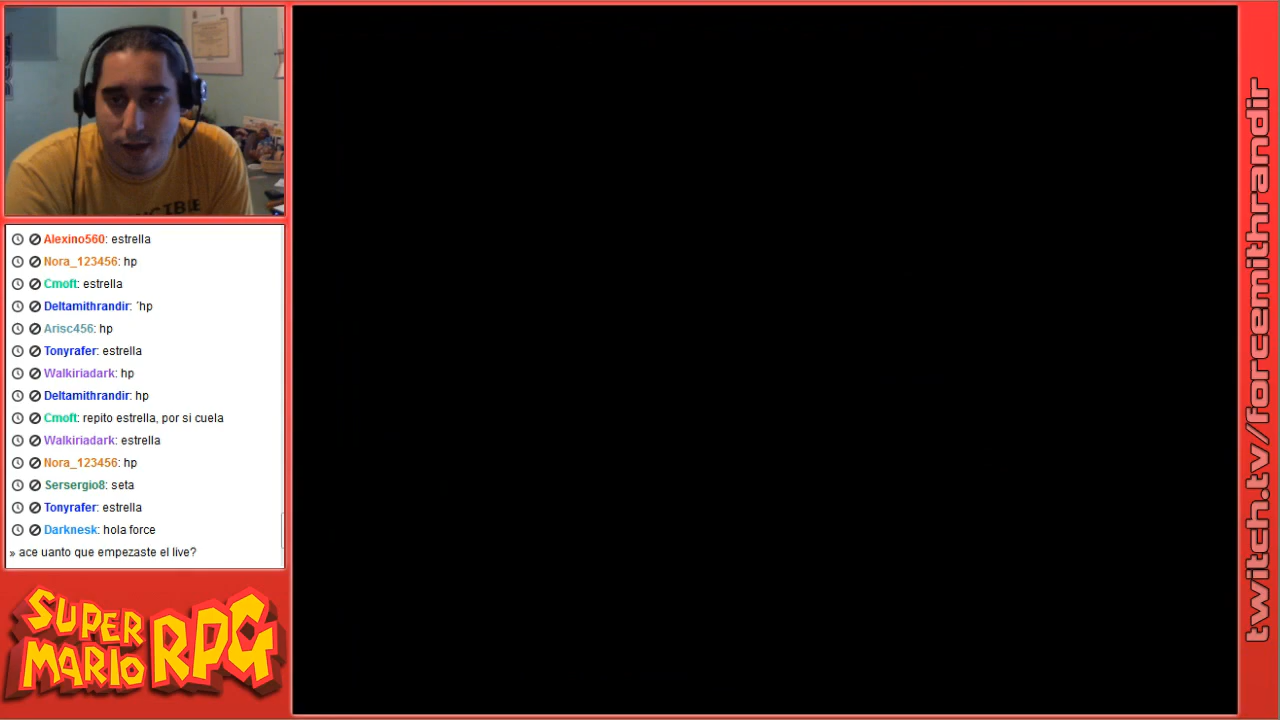 Alexino560: estrella
Nora_123456: hp
Cmoft: estrella
Deltamithrandir: ´hp
Arisc456: hp
Tonyrafer: estrella
Walkiriadark: hp
Deltamithrandir: hp
Cmoft: repito estrella, por si cuela
Walkiriadark: estrella
Nora_123456: hp
Sersergio8: seta
Tonyrafer: estrella
Darknesk: hola force
» ace uanto que empezaste el live?
SUPER
MARIO RPG
twitch.tv/forcemithrandir